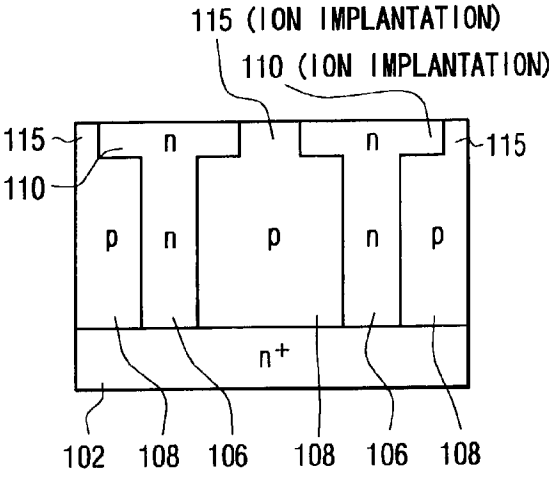 115 (ION IMPLANTATION)
110 (ION IMPLANTATION)
115 n n 115
110
p n p n p
n+
102 108 106 108 106 108